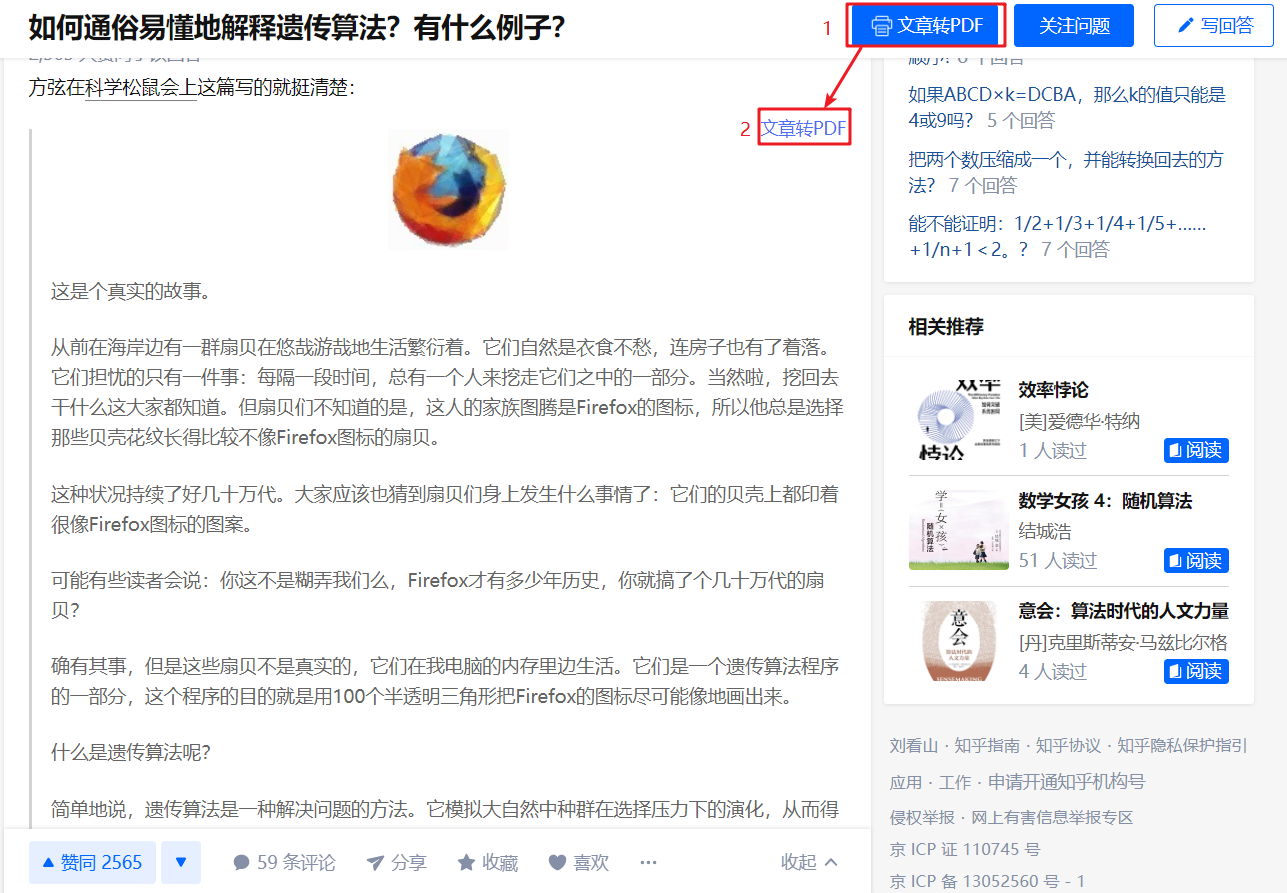 如何通俗易懂地解释遗传算法？有什么例子？
1
文章转PDF
关注问题
写回答
方弦在科学松鼠会上这篇写的就挺清楚：
2
文章转PDF
这是个真实的故事。
从前在海岸边有一群扇贝在悠哉游哉地生活繁衍着。它们自然是衣食不愁，连房子也有了着落。
它们担忧的只有一件事：每隔一段时间，总有一个人来挖走它们之中的一部分。当然啦，挖回去
干什么这大家都知道。但扇贝们不知道的是，这人的家族图腾是Firefox的图标，所以他总是选择
那些贝壳花纹长得比较不像Firefox图标的扇贝。
这种状况持续了好几十万代。大家应该也猜到扇贝们身上发生什么事情了：它们的贝壳上都印着
很像Firefox图标的图案。
可能有些读者会说：你这不是糊弄我们么，Firefox才有多少年历史，你就搞了个几十万代的扇
贝？
确有其事，但是这些扇贝不是真实的，它们在我电脑的内存里边生活。它们是一个遗传算法程序
的一部分，这个程序的目的就是用100个半透明三角形把Firefox的图标尽可能像地画出来。
什么是遗传算法呢？
简单地说，遗传算法是一种解决问题的方法。它模拟大自然中种群在选择压力下的演化，从而得
赞同 2565
59 条评论
分享
收藏
喜欢
收起
如果ABCD×k=DCBA，那么k的值只能是
4或9吗？ 5 个回答
把两个数压缩成一个，并能转换回去的方
法？ 7 个回答
能不能证明：1/2+1/3+1/4+1/5+……
+1/n+1＜2。？ 7 个回答
相关推荐
效率悖论
[美]爱德华·特纳
1 人读过
阅读
数学女孩 4：随机算法
结城浩
51 人读过
阅读
意会：算法时代的人文力量
[丹]克里斯蒂安·马兹比尔格
4 人读过
阅读
刘看山 · 知乎指南 · 知乎协议 · 知乎隐私保护指引
应用 · 工作 · 申请开通知乎机构号
侵权举报 · 网上有害信息举报专区
京 ICP 证 110745 号
京 ICP 备 13052560 号 - 1